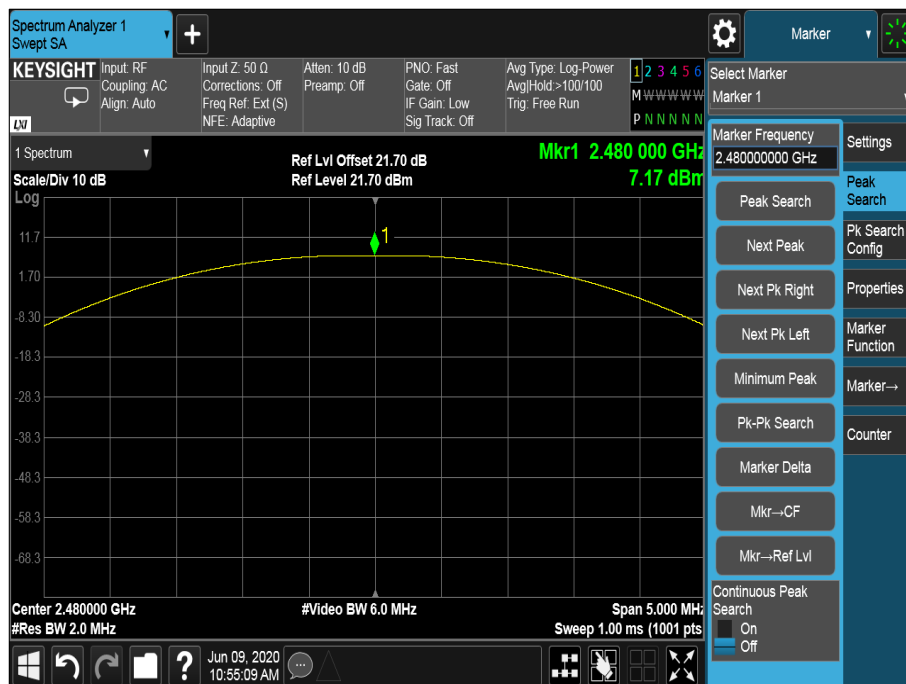 Spectrum Analyzer 1
Swept SA
+
Marker
KEYSIGHT
LXI
Input: RF
Coupling: AC
Align: Auto
Input Z: 50 Ω
Corrections: Off
Freq Ref: Ext (S)
NFE: Adaptive
Atten: 10 dB
Preamp: Off
PNO: Fast
Gate: Off
IF Gain: Low
Sig Track: Off
Avg Type: Log-Power
Avg|Hold:>100/100
Trig: Free Run
1 2 3 4 5 6
M W W W W W
P N N N N N
Select Marker
Marker 1
1 Spectrum
Scale/Div 10 dB
Log
Ref Lvl Offset 21.70 dB
Ref Level 21.70 dBm
Mkr1 2.480 000 GHz
7.17 dBm
1
11.7
1.70
-8.30
-18.3
-28.3
-38.3
-48.3
-58.3
-68.3
Center 2.480000 GHz
#Res BW 2.0 MHz
#Video BW 6.0 MHz
Span 5.000 MHz
Sweep 1.00 ms (1001 pts
Marker Frequency
2.480000000 GHz
Peak Search
Next Peak
Next Pk Right
Next Pk Left
Minimum Peak
Pk-Pk Search
Marker Delta
Mkr→CF
Mkr→Ref Lvl
Continuous Peak
Search
On
Off
Settings
Peak
Search
Pk Search
Config
Properties
Marker
Function
Marker→
Counter
?
Jun 09, 2020
10:55:09 AM